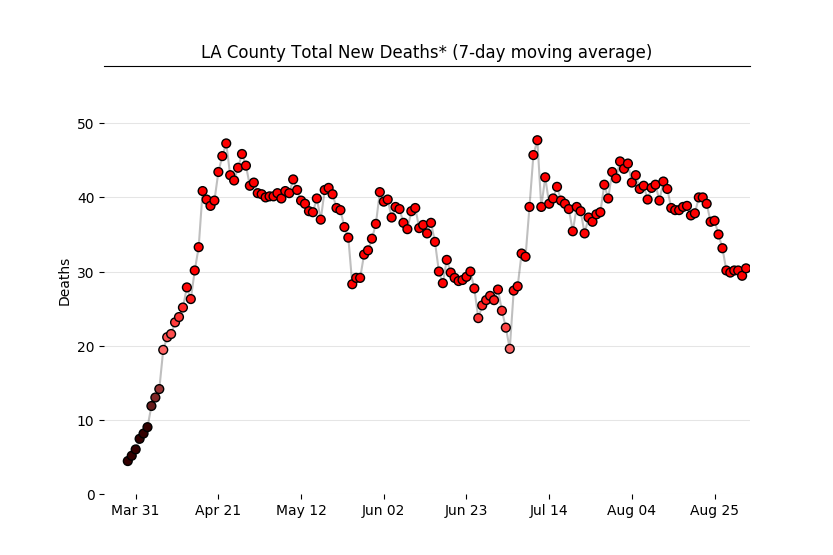 LA County Total New Deaths* (7-day moving average)
50
40
30
20
10
0
Deaths
Mar 31 Apr 21 May 12 Jun 02 Jun 23 Jul 14 Aug 04 Aug 25